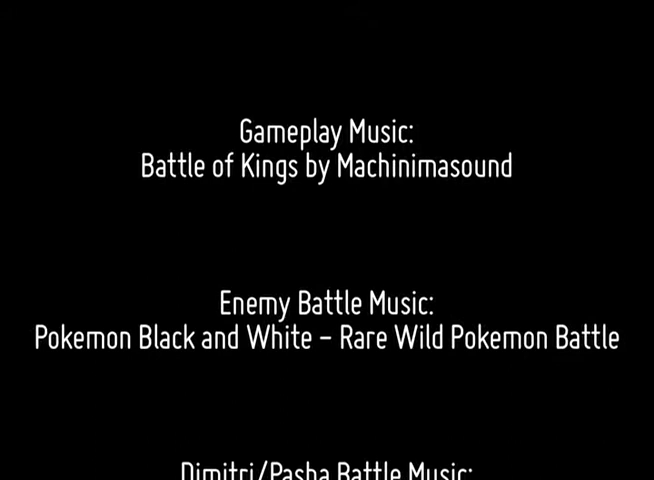 Gameplay Music:
Battle of Kings by Machinimasound
Enemy Battle Music:
Pokemon Black and White - Rare Wild Pokemon Battle
Dimitri/Pasha Battle Music: